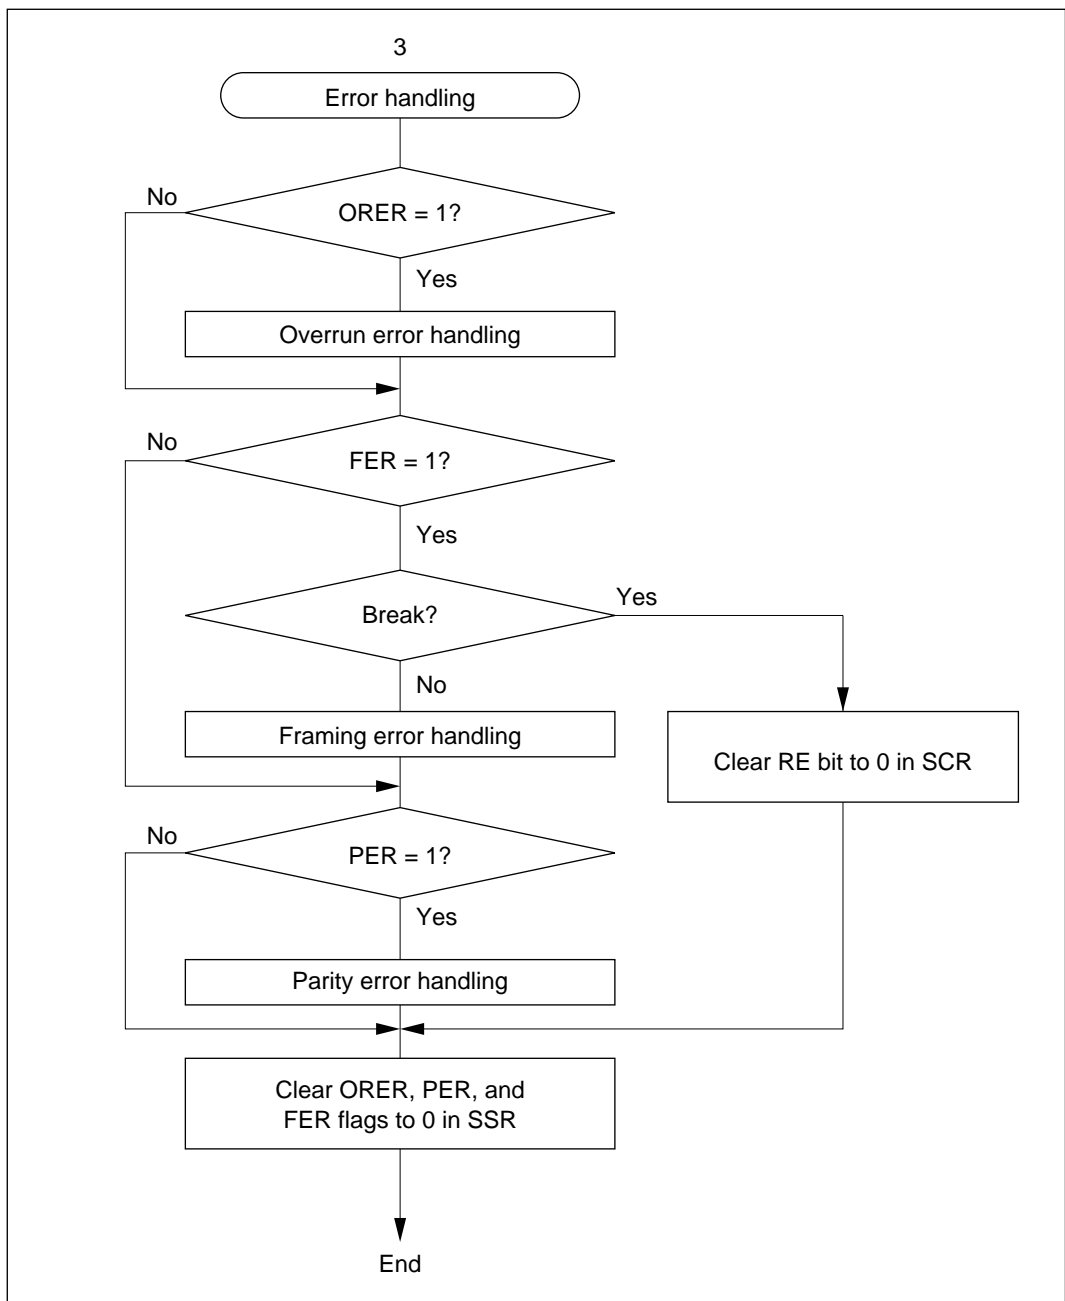 3
Error handling
No
ORER = 1?
Yes
Overrun error handling
No
FER = 1?
Yes
Break?
Yes
No
Framing error handling
Clear RE bit to 0 in SCR
No
PER = 1?
Yes
Parity error handling
Clear ORER, PER, and
FER flags to 0 in SSR
End